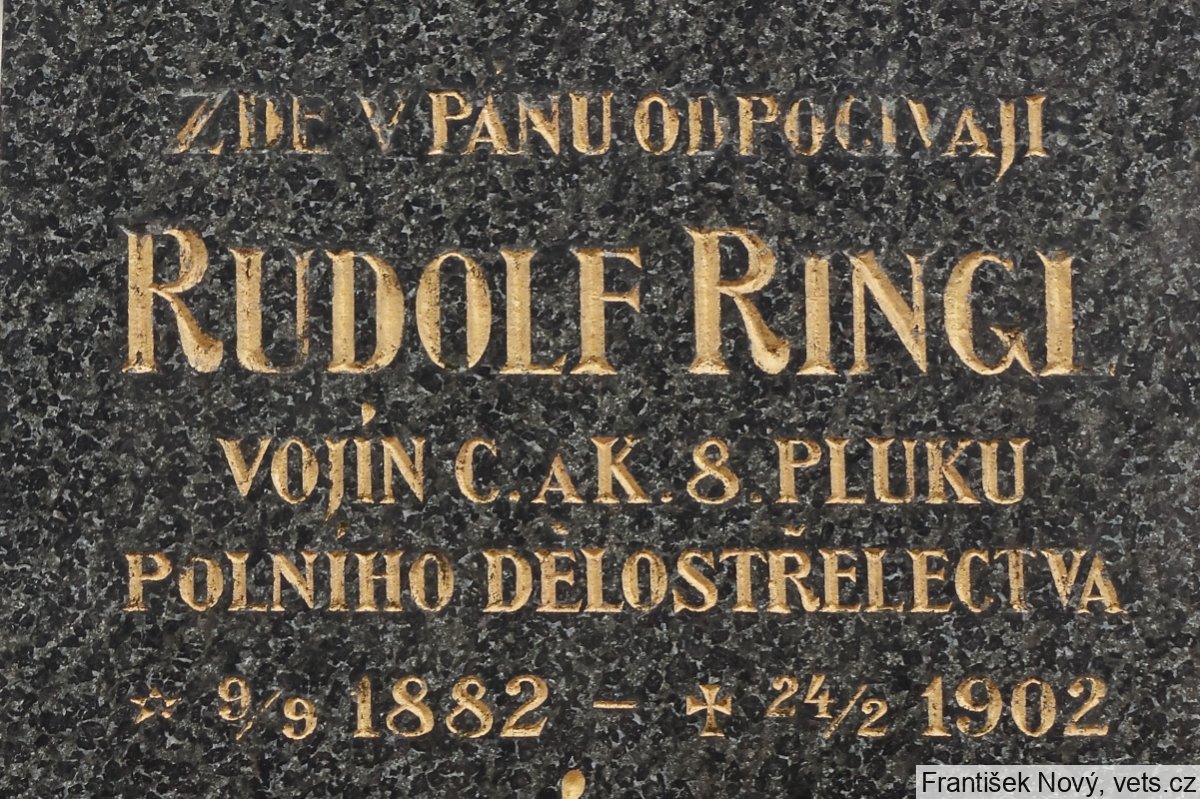 ZDE V PÁNU ODPOČÍVAJÍ
RUDOLF RINGL
VOJÍN C. A K. 8. PLUKU
POLNÍHO DĚLOSTŘELECTVA
☆ 9/9 1882 – ✠ 24/2 1902
František Nový, vets.cz